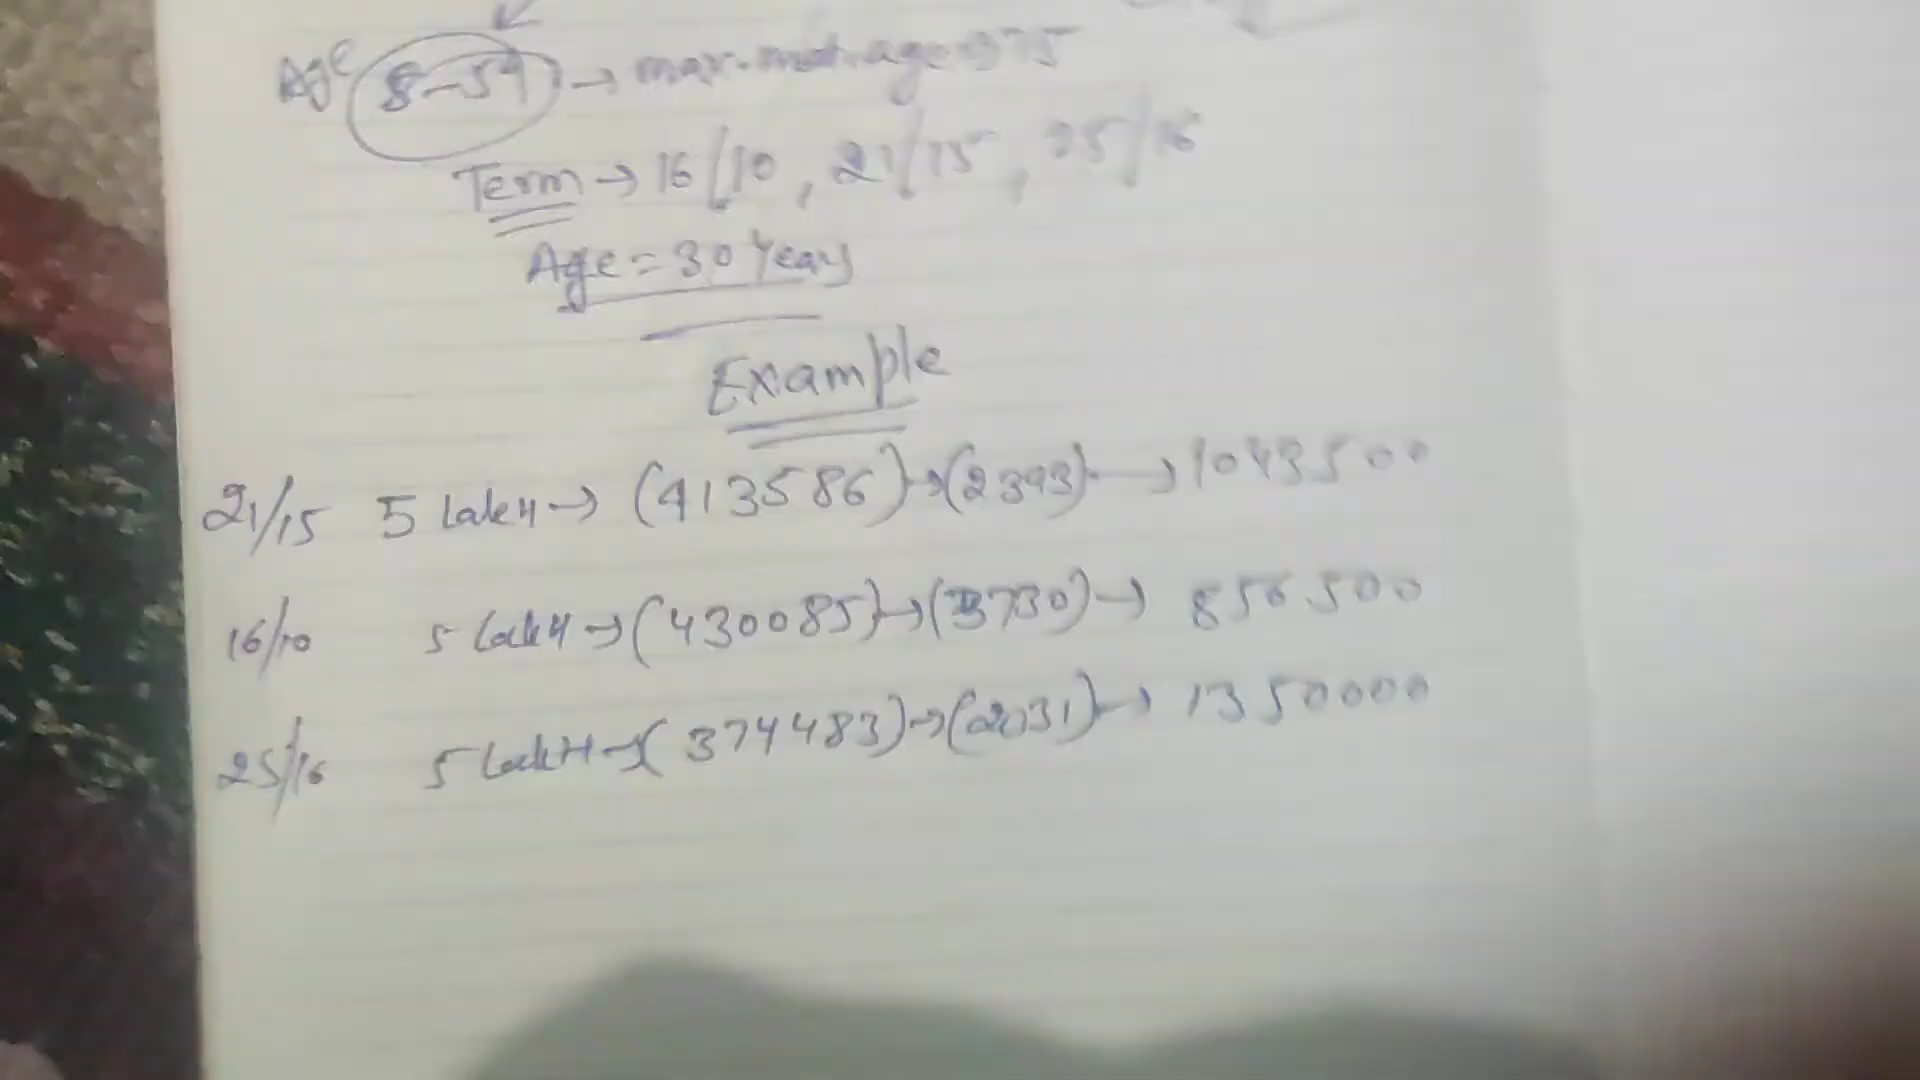 Age 8-59 → max. mat. age → 75
Term → 16/10, 21/15, 25/16
Age = 30 Years
Example
21/15 5 Lakh → (413586) → (2393) → 1043500
16/10 5 Lakh → (430085) → (3730) → 856500
25/16 5 Lakh → (374483) → (2031) → 1350000